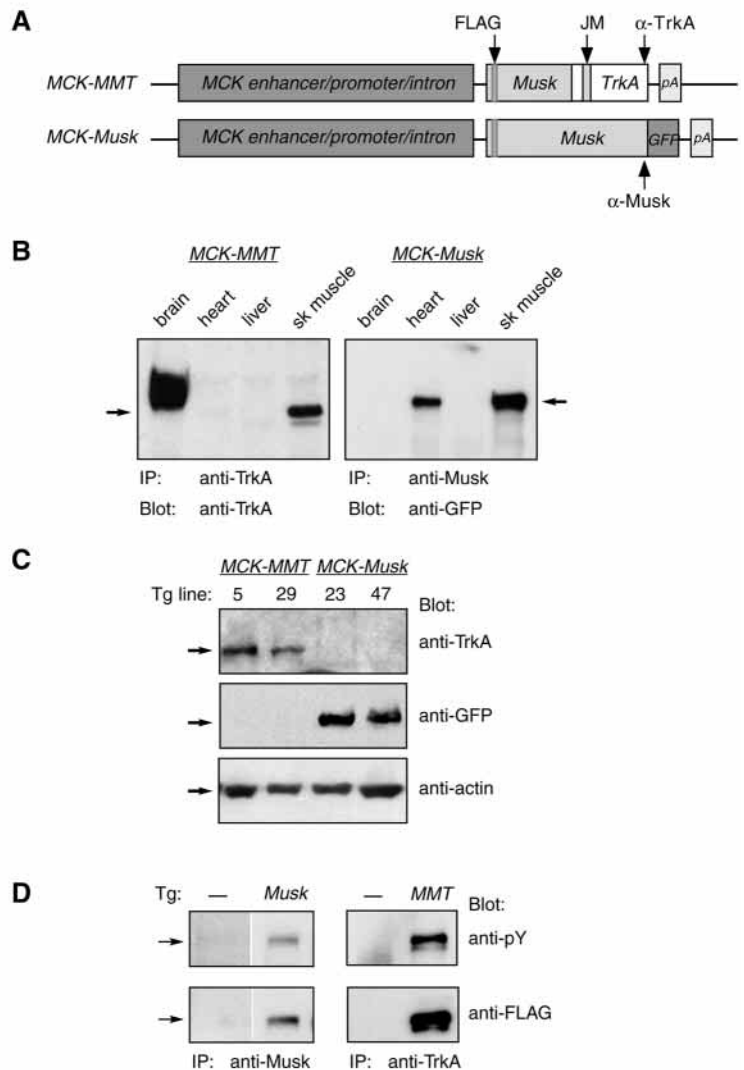 A
FLAG JM α-TrkA
MCK-MMT MCK enhancer/promoter/intron Musk TrkA pA
MCK-Musk MCK enhancer/promoter/intron Musk GFP pA
α-Musk
B
MCK-MMT MCK-Musk
brain heart liver sk muscle brain heart liver sk muscle
IP: anti-TrkA IP: anti-Musk
Blot: anti-TrkA Blot: anti-GFP
C
MCK-MMT MCK-Musk
Tg line: 5 29 23 47 Blot:
anti-TrkA
anti-GFP
anti-actin
D
Tg: — Musk — MMT Blot:
anti-pY
anti-FLAG
IP: anti-Musk IP: anti-TrkA